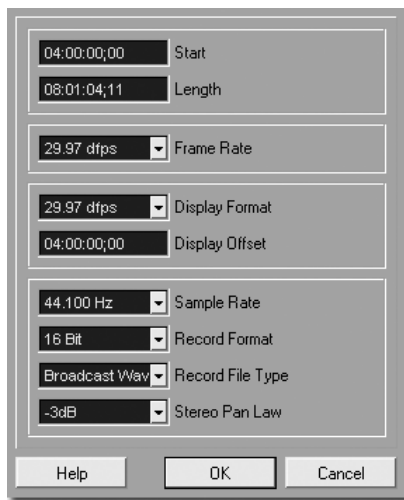 04:00:00;00 Start
08:01:04;11 Length
29.97 dfps Frame Rate
29.97 dfps Display Format
04:00:00;00 Display Offset
44.100 Hz Sample Rate
16 Bit Record Format
Broadcast Wav Record File Type
-3dB Stereo Pan Law
Help OK Cancel